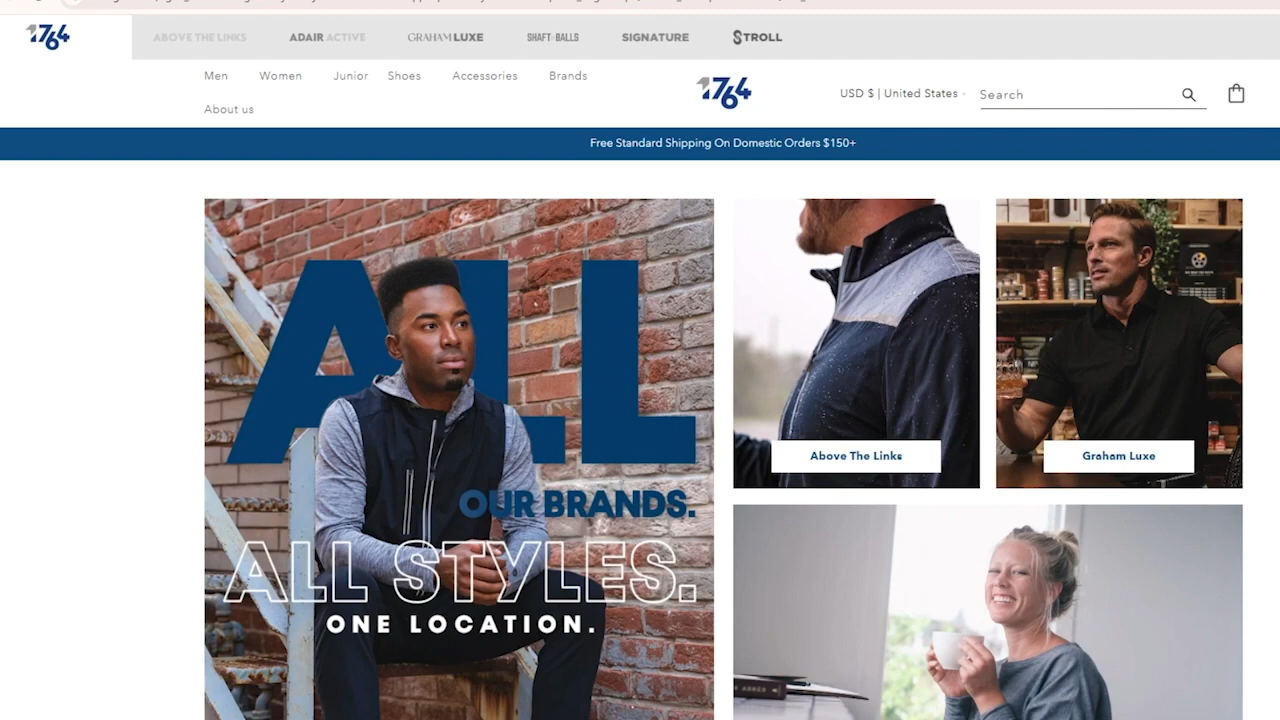 1764
ABOVE THE LINKS
ADAIR ACTIVE
GRAHAM LUXE
SHAFT BALLS
SIGNATURE
STROLL
Men
Women
Junior
Shoes
Accessories
Brands
About us
1764
USD $ | United States
Search
Free Standard Shipping On Domestic Orders $150+
ALL
OUR BRANDS.
ALL STYLES.
ONE LOCATION.
Above The Links
Graham Luxe